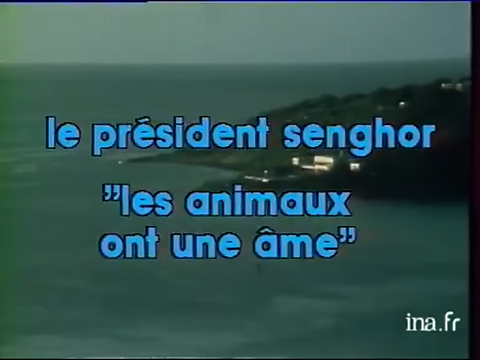 le président senghor
"les animaux
ont une âme"
ina.fr